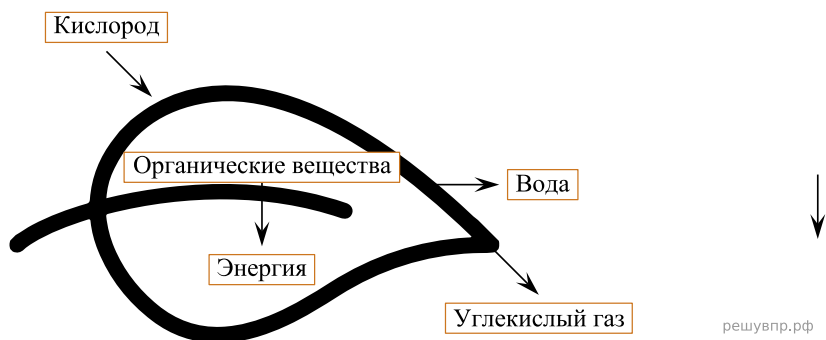 Кислород
Органические вещества
Вода
Энергия
Углекислый газ
решувпр.рф